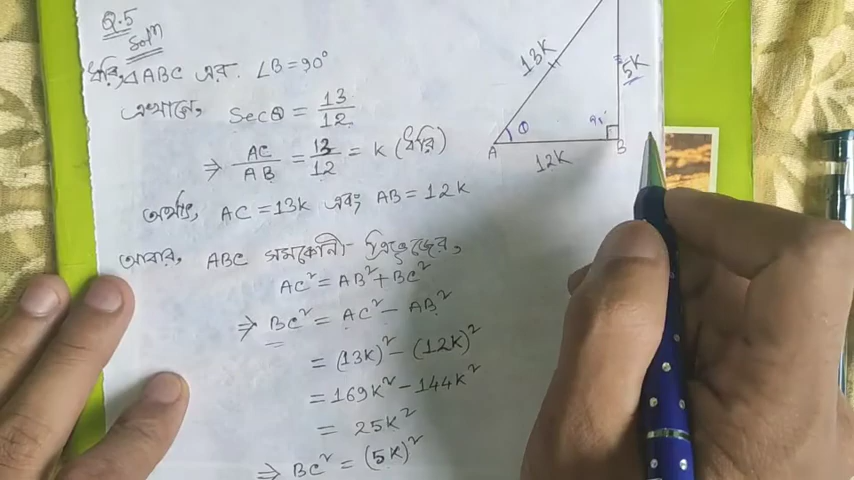 Q.5
Solⁿ
ধরি, △ABC এর ∠B = 90°
এখানে, Secθ = 13/12
⇒ AC/AB = 13/12 = K (ধরি)
অর্থাৎ, AC = 13K এবং AB = 12K
আবার, ABC সমকোণী ত্রিভুজের,
AC² = AB² + BC²
⇒ BC² = AC² - AB²
= (13K)² - (12K)²
= 169K² - 144K²
= 25K²
⇒ BC² = (5K)²
13K
5K
θ
90°
A
12K
B